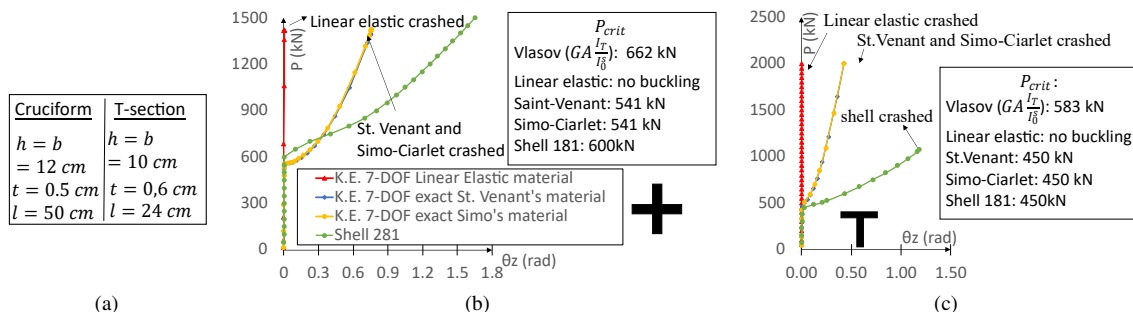 Cruciform T-section
h = b h = b
= 12 cm = 10 cm
t = 0.5 cm t = 0,6 cm
l = 50 cm l = 24 cm
(a)
P (kN)
1500
1200
900
600
300
0
0 0.3 0.6 0.9 1.2 1.5 1.8
θz (rad)
Linear elastic crashed
St. Venant and
Simo-Ciarlet crashed
K.E. 7-DOF Linear Elastic material
K.E. 7-DOF exact St. Venant's material
K.E. 7-DOF exact Simo's material
Shell 281
P_crit
Vlasov (GA I_T/I_0^s): 662 kN
Linear elastic: no buckling
Saint-Venant: 541 kN
Simo-Ciarlet: 541 kN
Shell 181: 600kN
(b)
P (kN)
2500
2000
1500
1000
500
0
0.00 0.50 1.00 1.50
θz (rad)
Linear elastic crashed
St.Venant and Simo-Ciarlet crashed
shell crashed
P_crit:
Vlasov (GA I_T/I_0^s): 583 kN
Linear elastic: no buckling
St.Venant: 450 kN
Simo-Ciarlet: 450 kN
Shell 181: 450kN
(c)